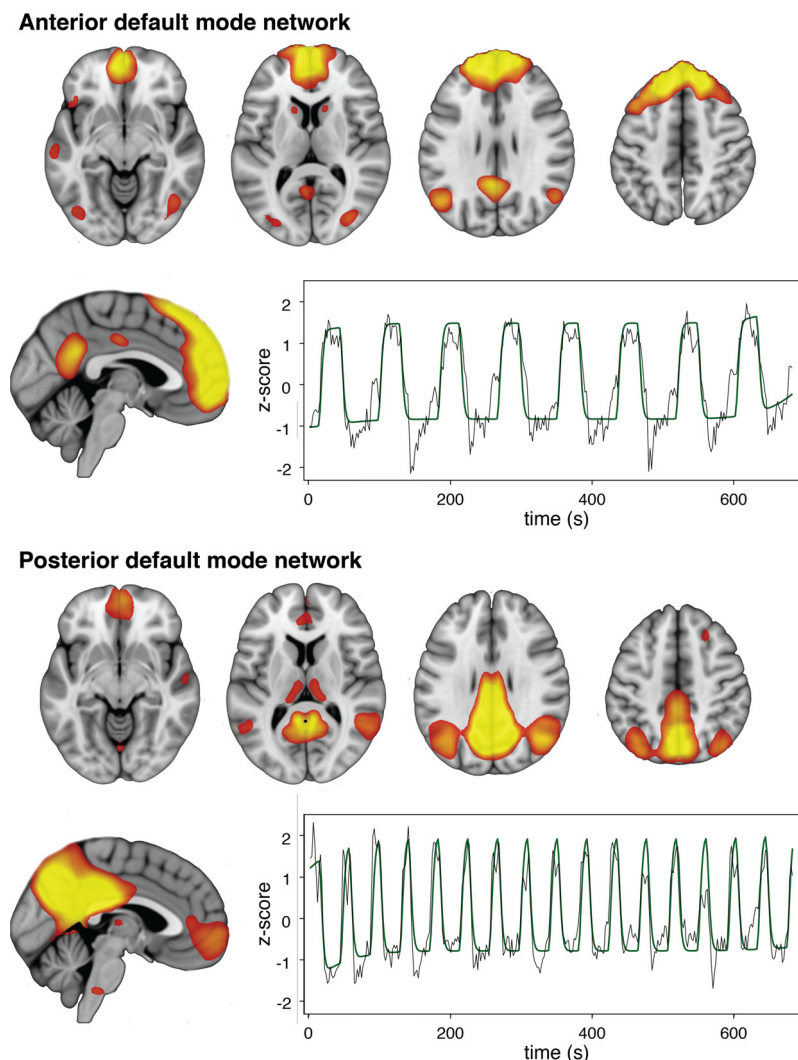 Anterior default mode network
2
1
0
-1
-2
z-score
0 200 400 600
time (s)
Posterior default mode network
2
1
0
-1
-2
z-score
0 200 400 600
time (s)